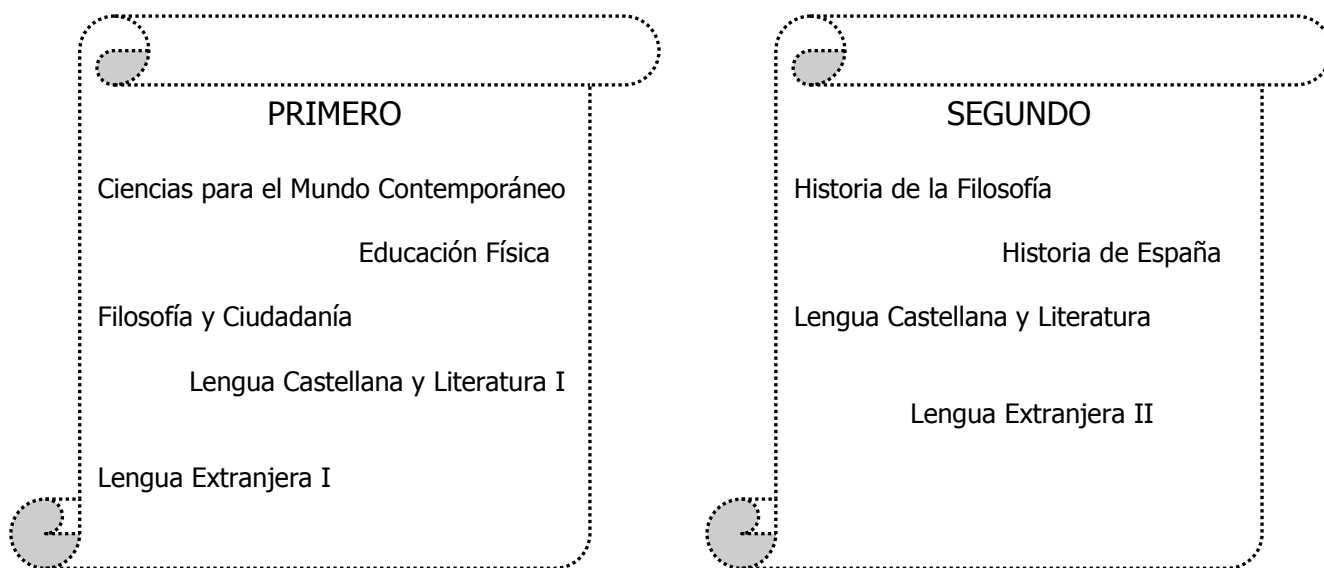 PRIMERO
Ciencias para el Mundo Contemporáneo
Educación Física
Filosofía y Ciudadanía
Lengua Castellana y Literatura I
Lengua Extranjera I
SEGUNDO
Historia de la Filosofía
Historia de España
Lengua Castellana y Literatura
Lengua Extranjera II